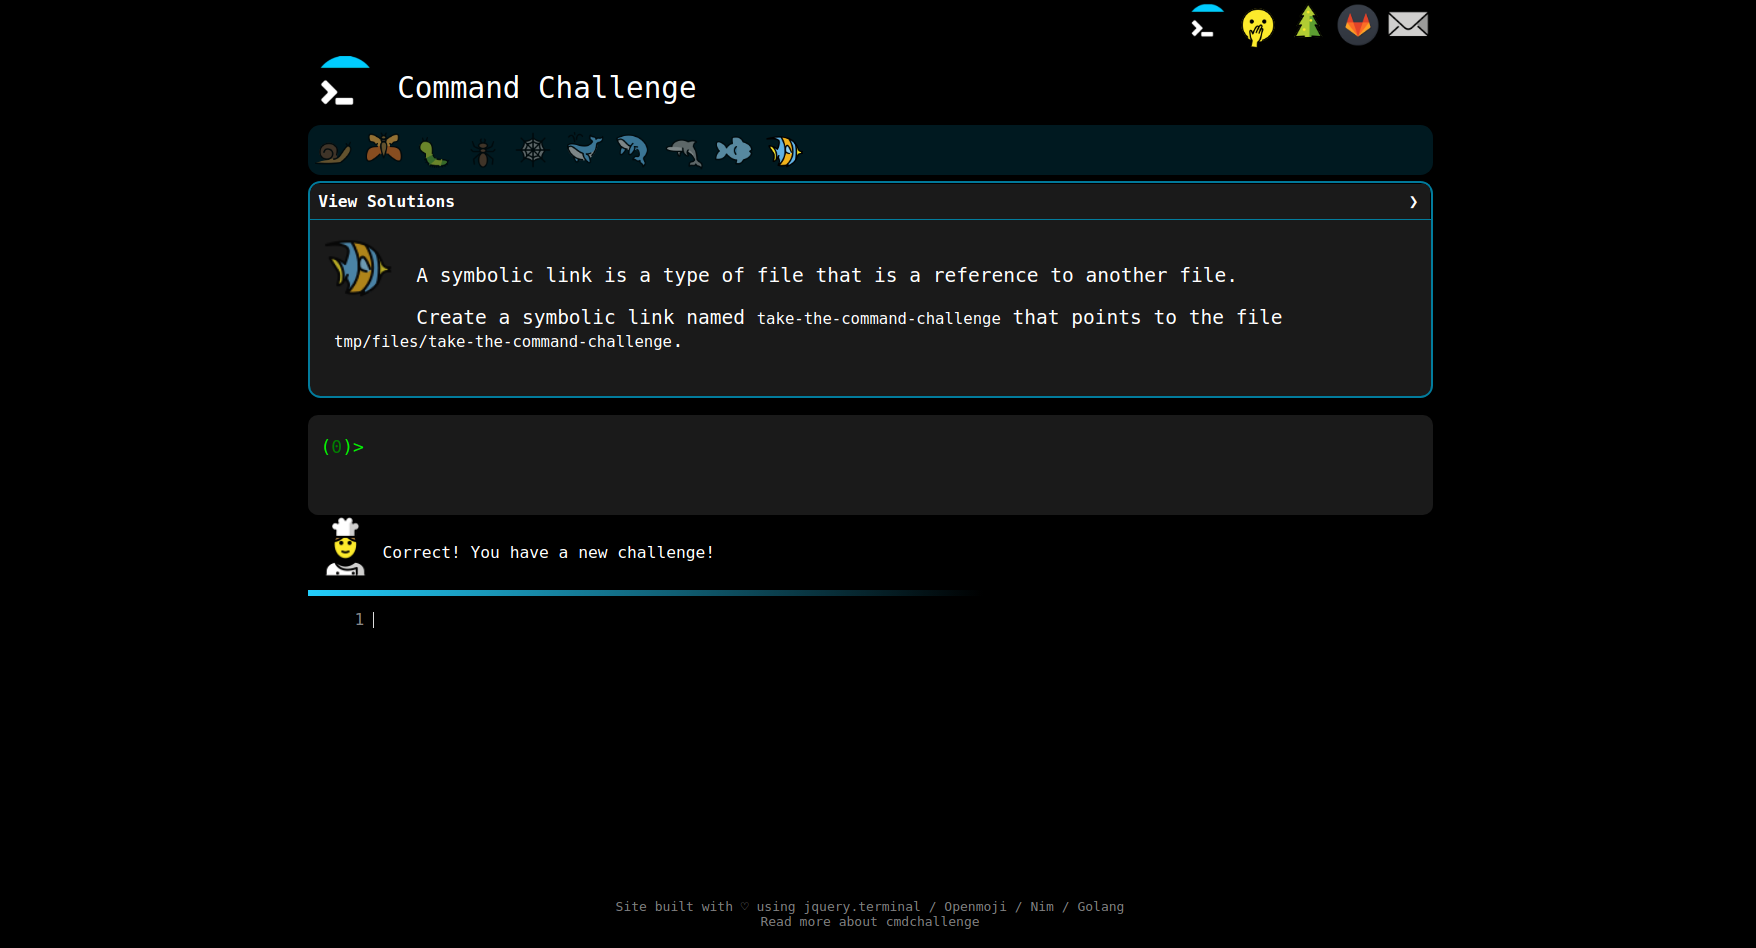 Command Challenge
View Solutions ❯
A symbolic link is a type of file that is a reference to another file.
Create a symbolic link named take-the-command-challenge that points to the file
tmp/files/take-the-command-challenge.
(0)>
Correct! You have a new challenge!
1
Site built with ♡ using jquery.terminal / Openmoji / Nim / Golang
Read more about cmdchallenge